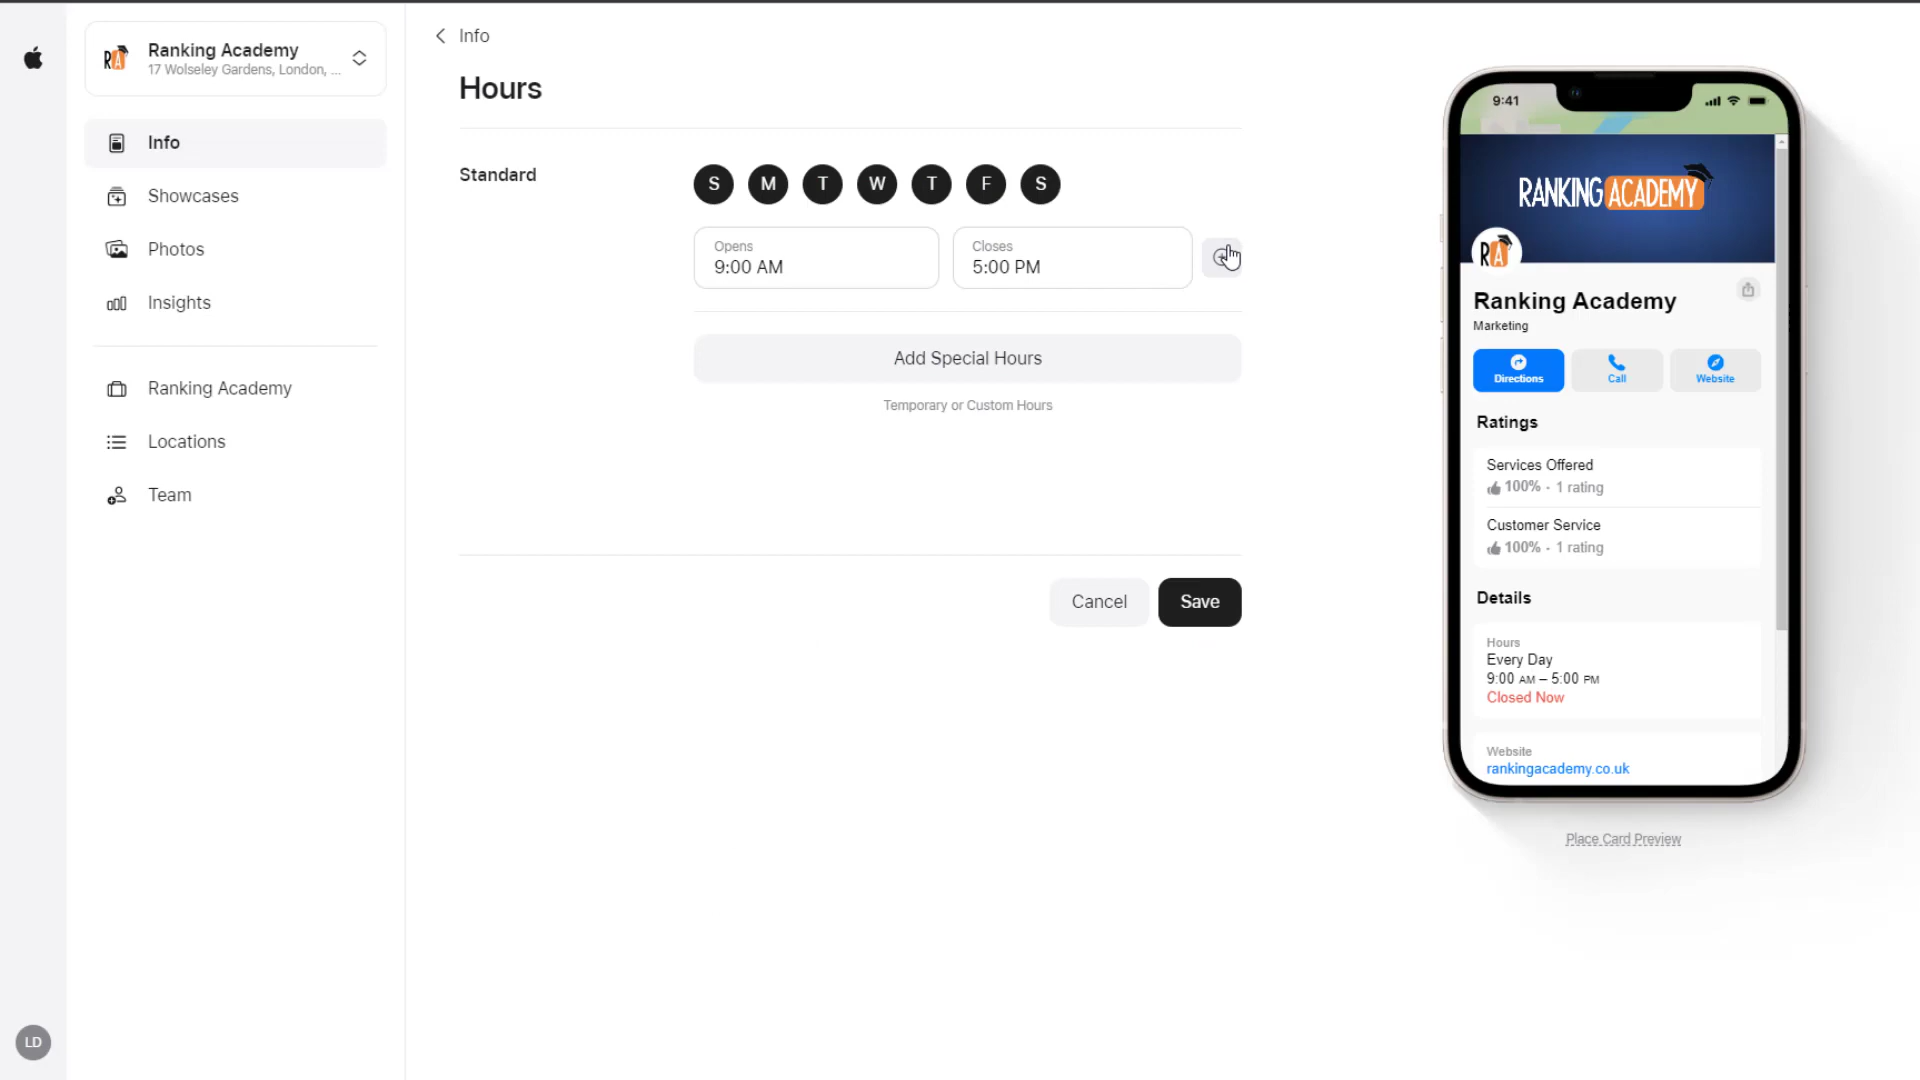 Ranking Academy
17 Wolseley Gardens, London, ...
Info
Showcases
Photos
Insights
Ranking Academy
Locations
Team
LD
Info
Hours
Standard
S M T W T F S
Opens
9:00 AM
Closes
5:00 PM
Add Special Hours
Temporary or Custom Hours
Cancel
Save
9:41
RANKING ACADEMY
RA
Ranking Academy
Marketing
Directions
Call
Website
Ratings
Services Offered
100% · 1 rating
Customer Service
100% · 1 rating
Details
Hours
Every Day
9:00 AM – 5:00 PM
Closed Now
Website
rankingacademy.co.uk
Place Card Preview